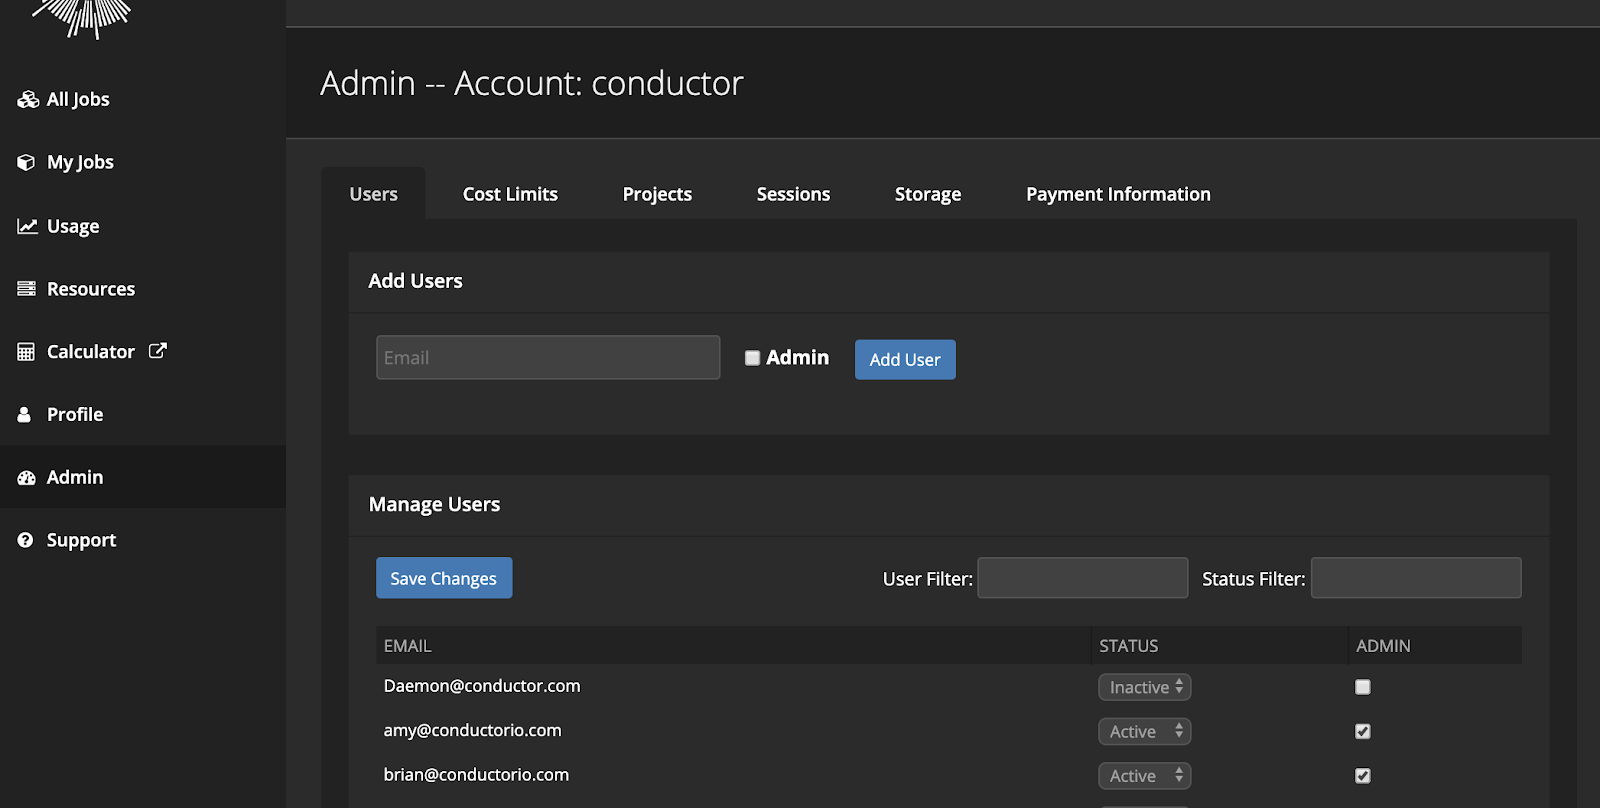 Admin -- Account: conductor
All Jobs
My Jobs
Usage
Resources
Calculator
Profile
Admin
Support
Users Cost Limits Projects Sessions Storage Payment Information
Add Users
Email Admin Add User
Manage Users
Save Changes User Filter: Status Filter:
EMAIL STATUS ADMIN
Daemon@conductor.com Inactive
amy@conductorio.com Active
brian@conductorio.com Active